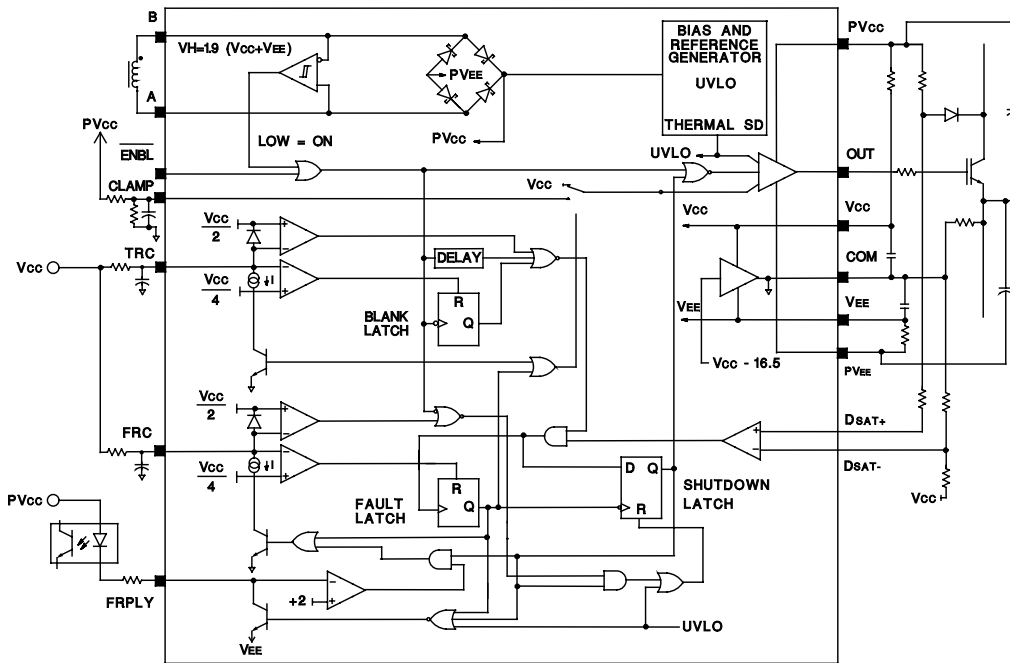 B
VH=1.9 (VCC+VEE)
A
PVEE
PVCC
BIAS AND
REFERENCE
GENERATOR
UVLO
THERMAL SD
PVCC
LOW = ON
UVLO
PVCC
ENBL
CLAMP
VCC
OUT
VCC
VCC
COM
VEE
VEE
VCC - 16.5
PVEE
VCC
2
TRC
VCC
VCC
4
I
DELAY
BLANK
LATCH
R
Q
VCC
2
FRC
VCC
4
I
FAULT
LATCH
R
Q
D Q
R
SHUTDOWN
LATCH
DSAT+
DSAT-
VCC
PVCC
FRPLY
+2
VEE
UVLO
+
-
-
+
+
-
-
+
+
-
-
+